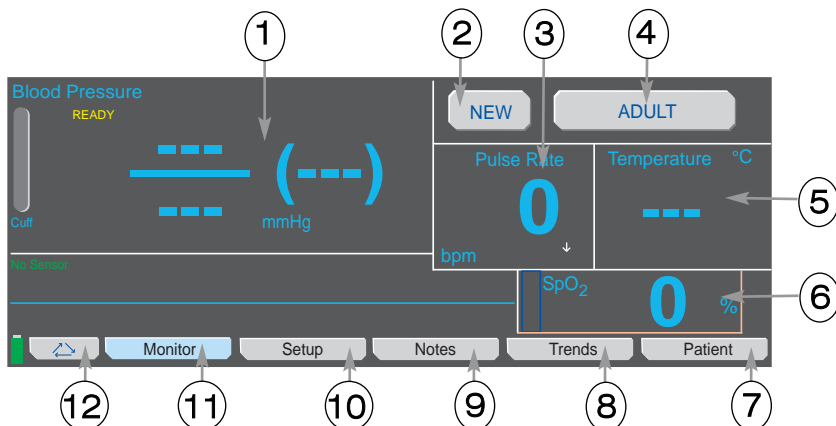 1 2 3 4
Blood Pressure
READY
NEW ADULT
--- (---)
---
mmHg
Cuff
Pulse Rate
0
bpm ↓
Temperature °C
---
5
No Sensor
SpO2 0 %
6
Monitor Setup Notes Trends Patient
12 11 10 9 8 7